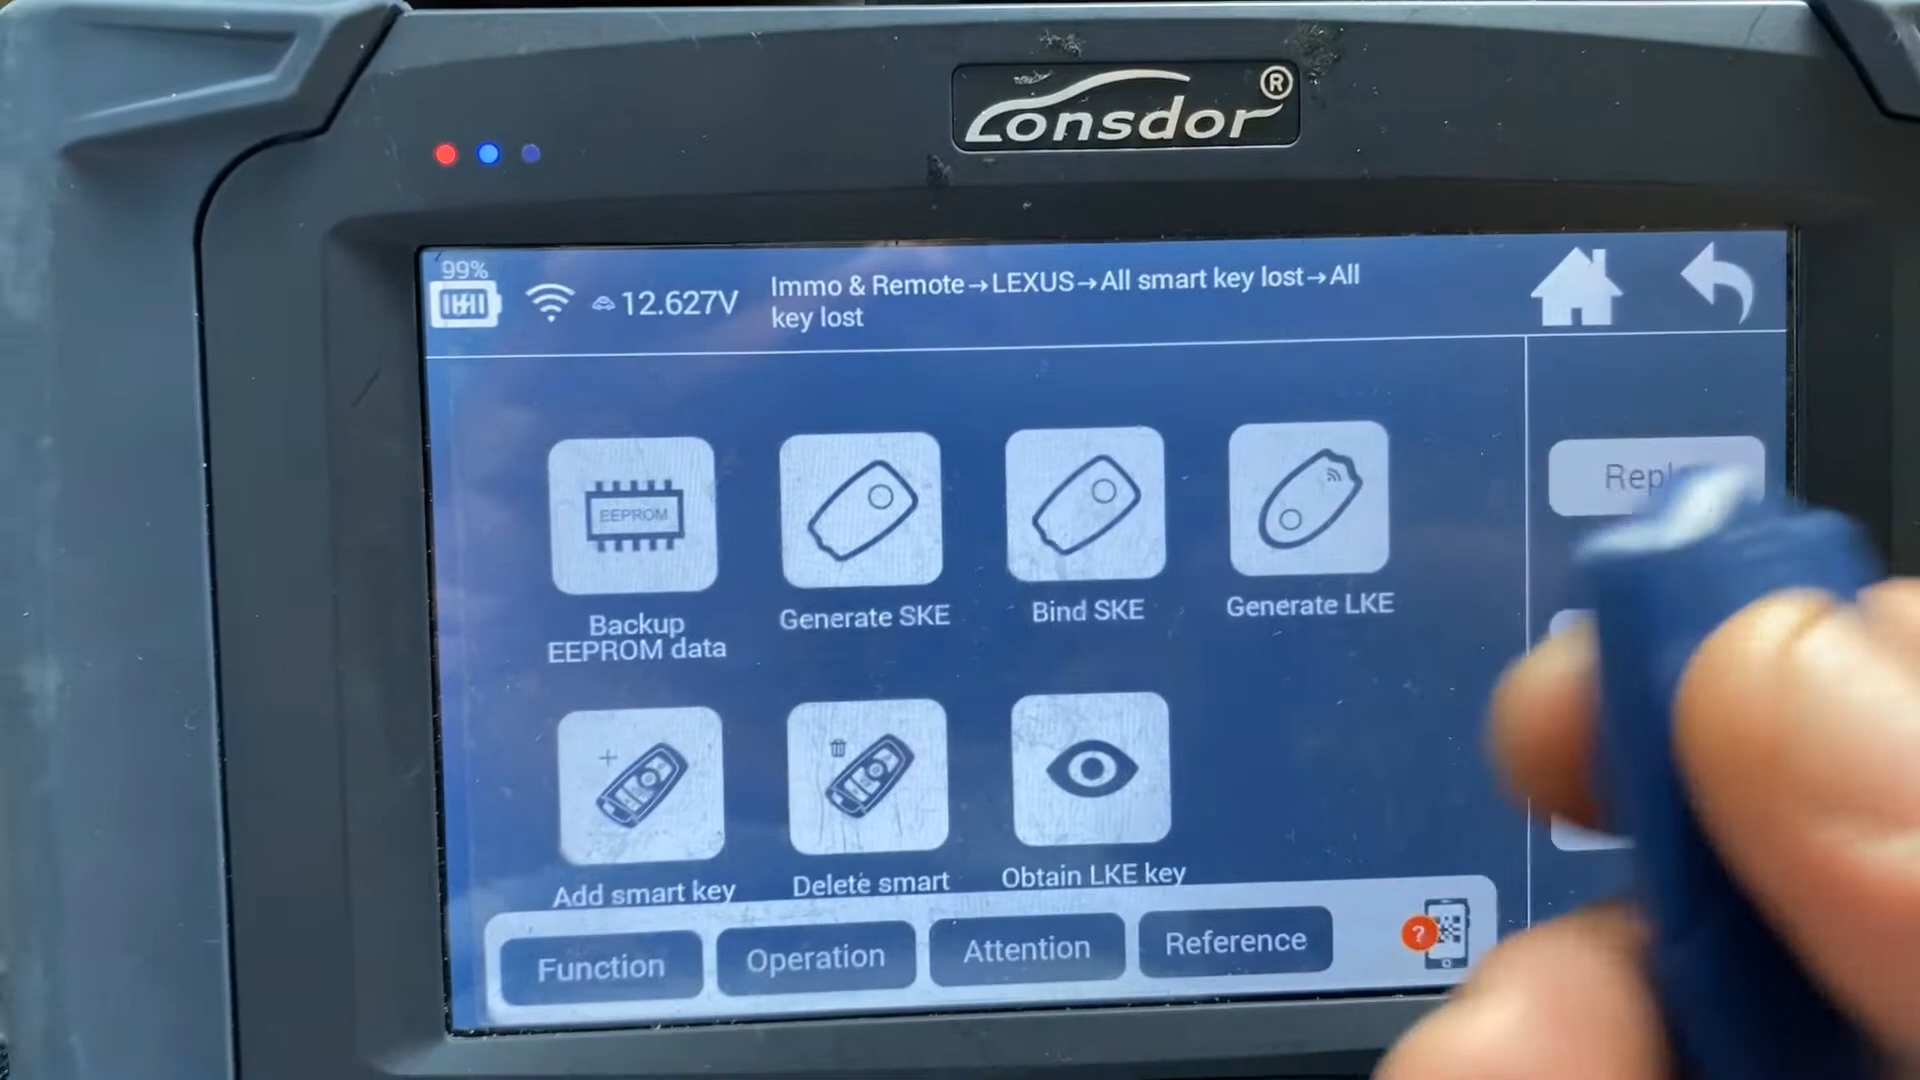 Lonsdor®
99%
12.627V
Immo & Remote→LEXUS→All smart key lost→All
key lost
EEPROM
Backup
EEPROM data
Generate SKE
Bind SKE
Generate LKE
Add smart key
Delete smart
Obtain LKE key
Function
Operation
Attention
Reference
?